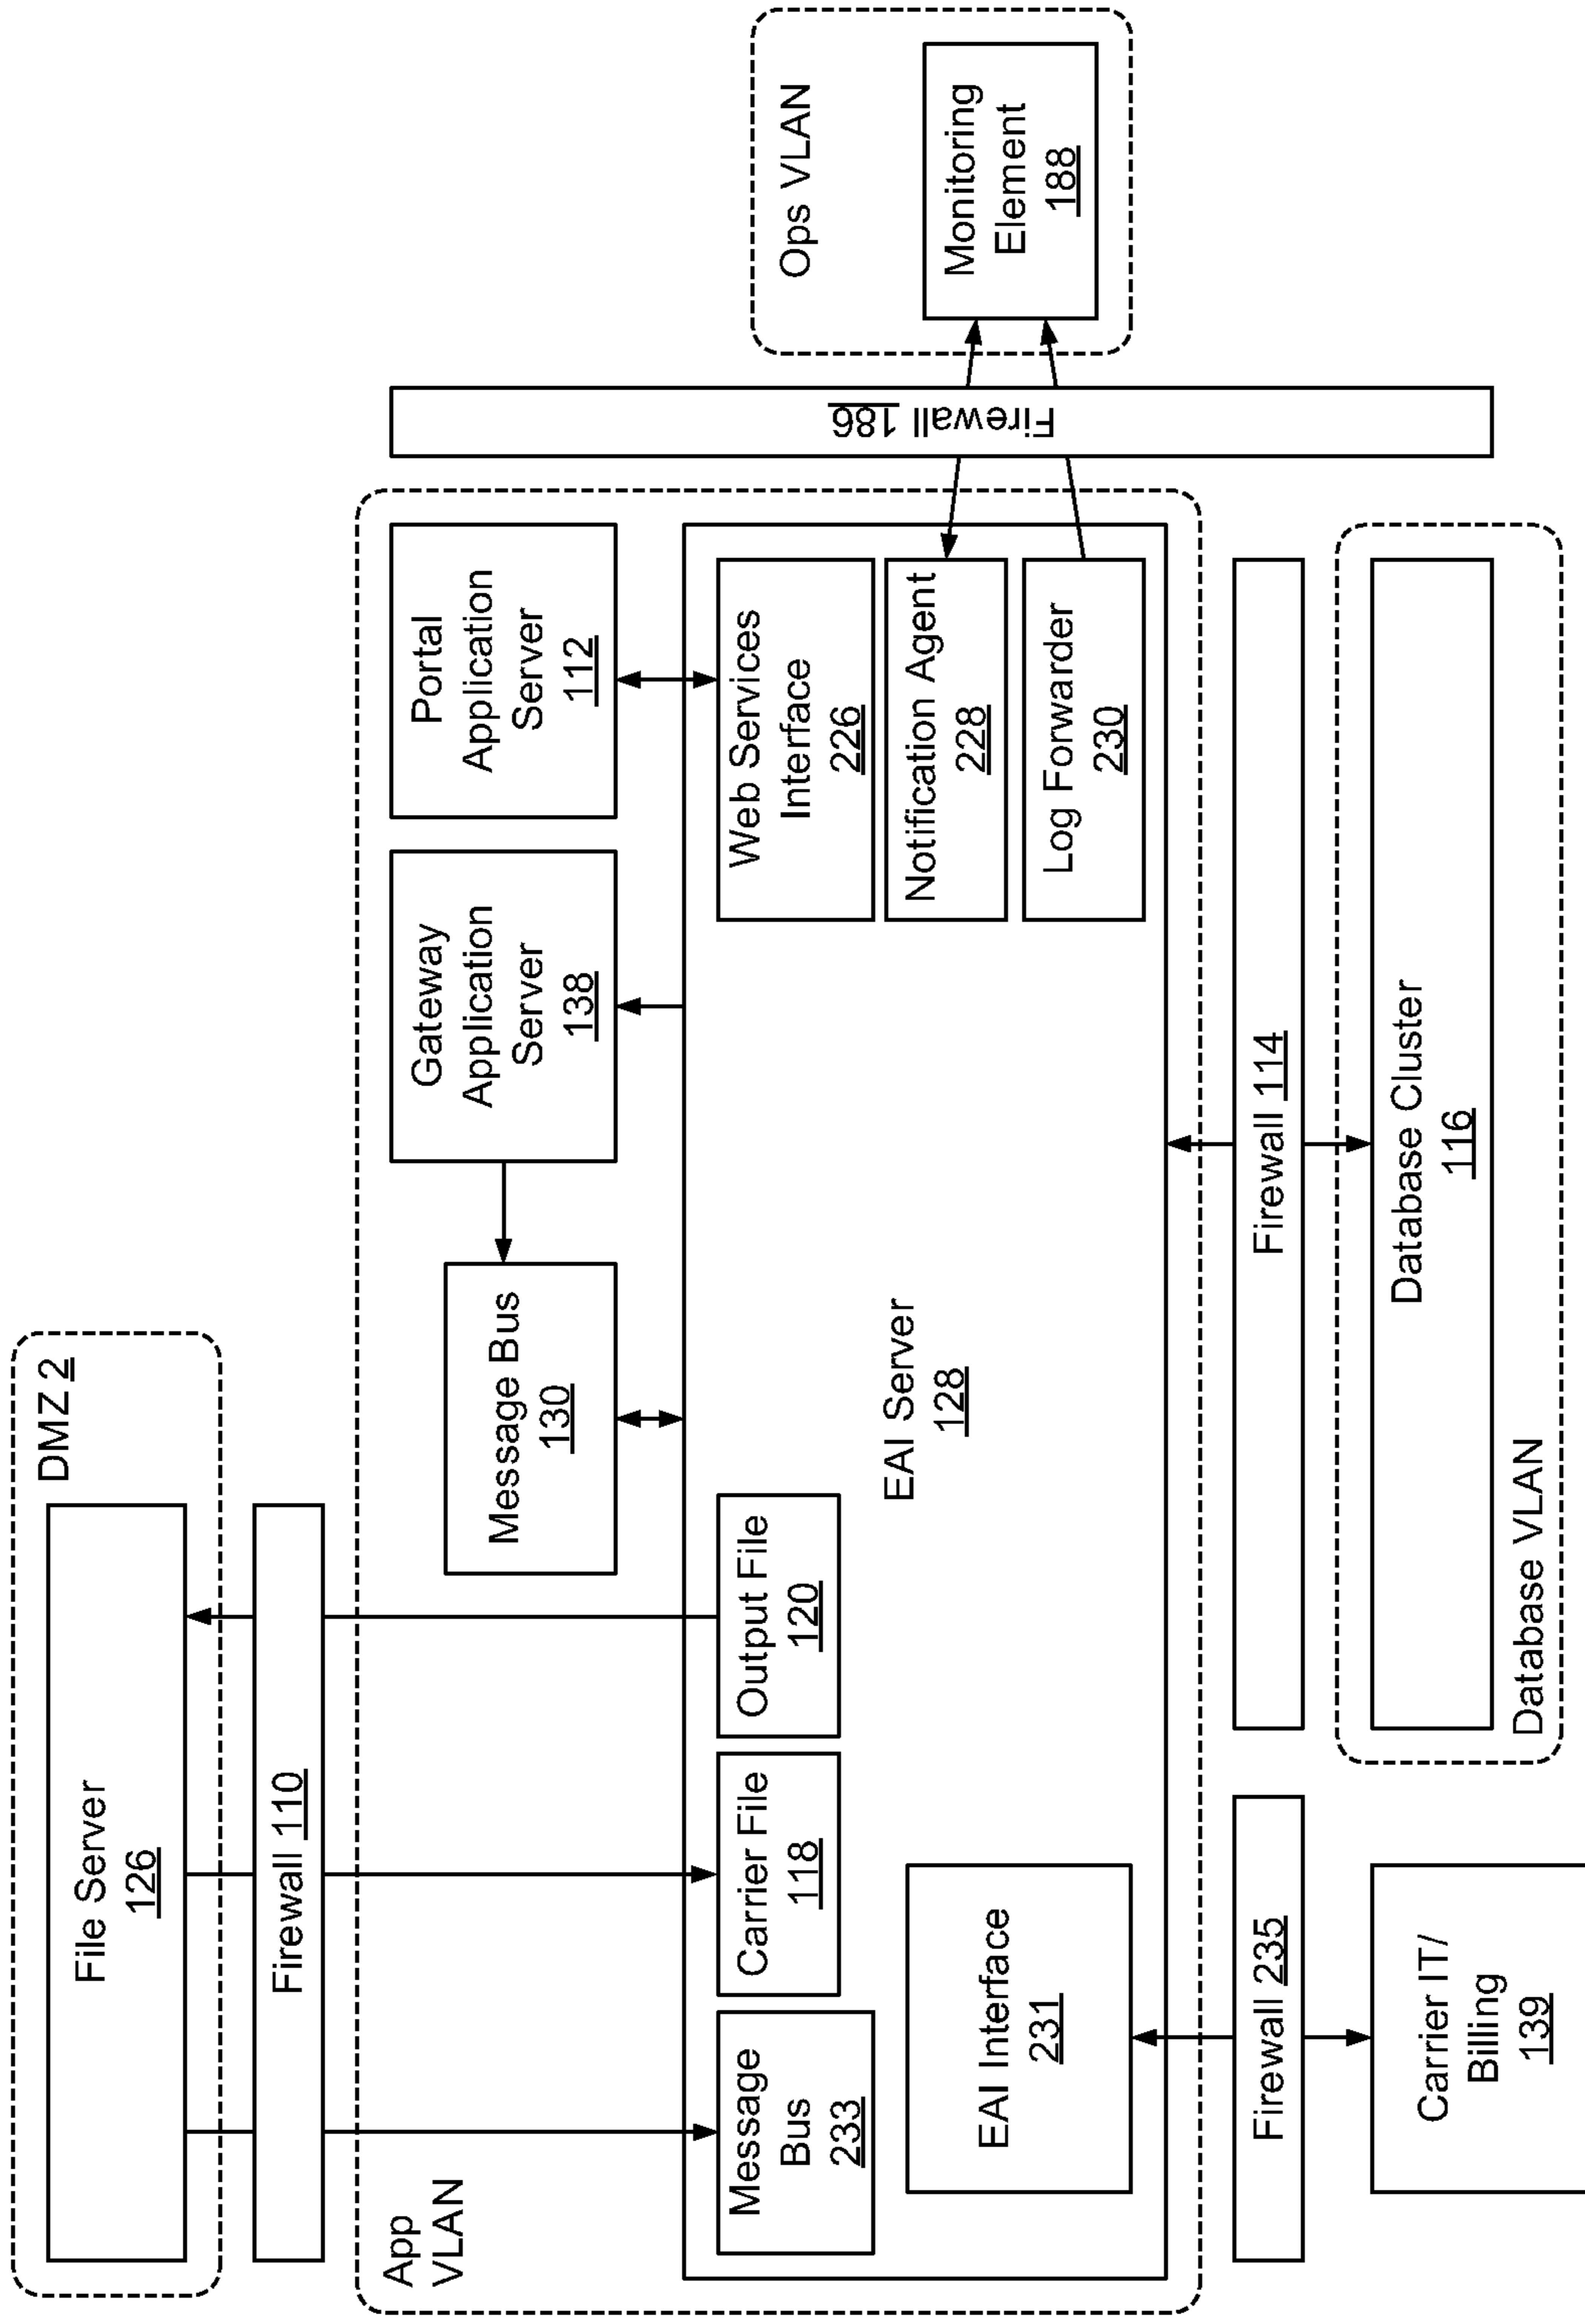 DMZ 2
File Server
126
Firewall 110
App
VLAN
Message Bus
130
Gateway
Application
Server
138
Portal
Application
Server
112
Message
Bus
233
Carrier File
118
Output File
120
EAI Server
128
EAI Interface
231
Web Services
Interface
226
Notification Agent
228
Log Forwarder
230
Firewall 186
Ops VLAN
Monitoring
Element
188
Firewall 235
Firewall 114
Carrier IT/
Billing
139
Database Cluster
116
Database VLAN